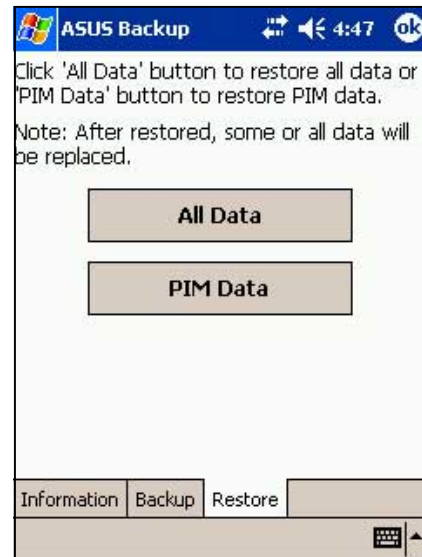 ASUS Backup 4:47 ok
Click 'All Data' button to restore all data or
'PIM Data' button to restore PIM data.
Note: After restored, some or all data will
be replaced.
All Data
PIM Data
Information Backup Restore